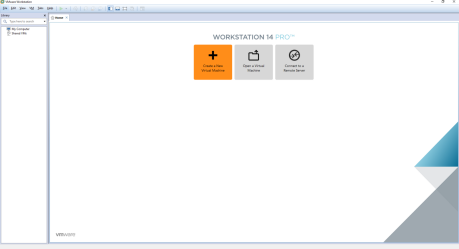 VMware Workstation
File Edit View VM Tabs Help
Library
Home
Type here to search
My Computer
Shared VMs
WORKSTATION 14 PRO™
Create a New Virtual Machine
Open a Virtual Machine
Connect to a Remote Server
vmware